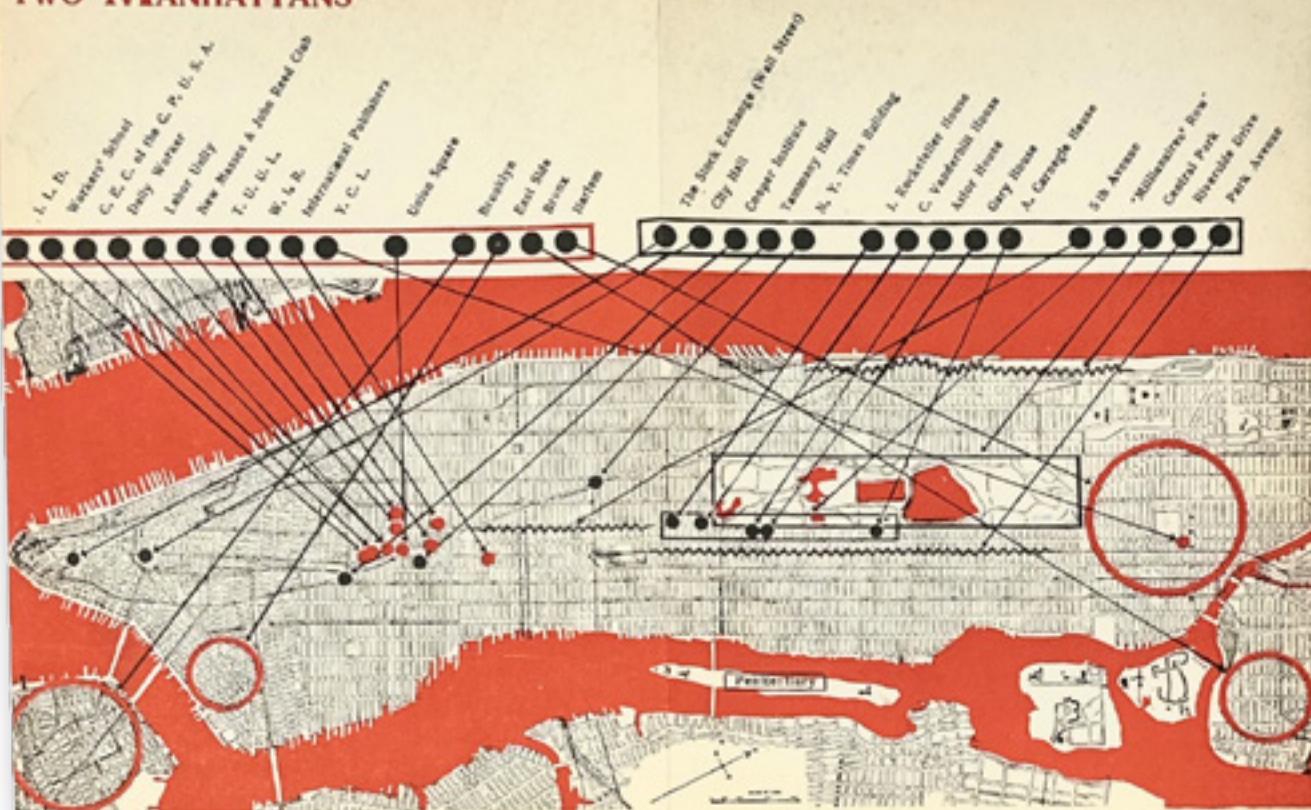 TWO MANHATTANS
I. L. D.
Workers' School
C. E. C. of the C. P. U. S. A.
Daily Worker
Labor Unity
New Masses & John Reed Club
T. U. U. L.
W. I. R.
International Publishers
Y. C. L.
Union Square
Brooklyn
East Side
Bronx
Harlem
The Stock Exchange (Wall Street)
City Hall
Cooper Institute
Tammany Hall
N. Y. Times Building
J. Rockefeller House
C. Vanderbilt House
Astor House
Gary House
A. Carnegie House
5th Avenue
"Millionaires' Row"
Central Park
Riverside Drive
Park Avenue
Penitentiary